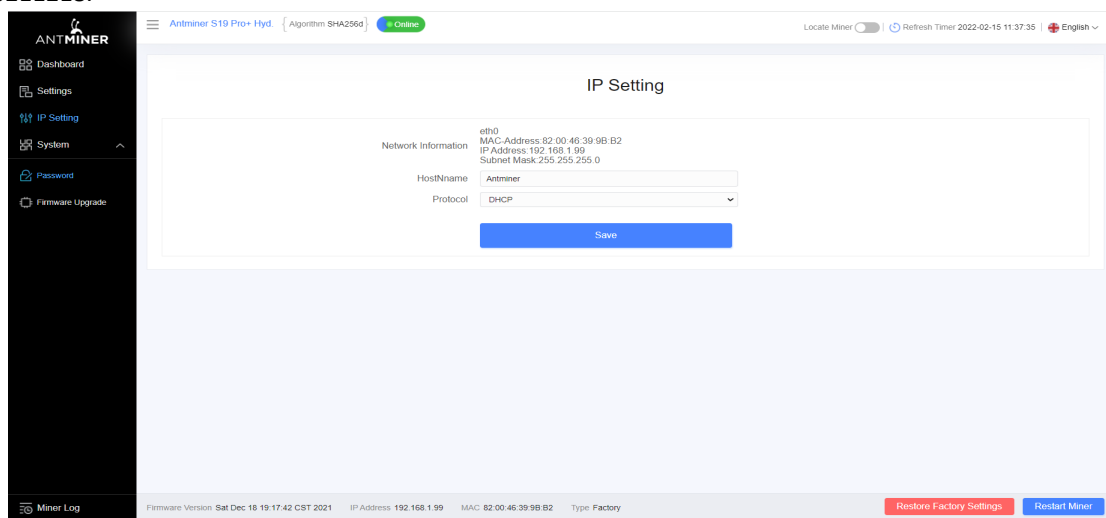 ANTMINER
Antminer S19 Pro+ Hyd. { Algorithm SHA256d } Online
Locate Miner | Refresh Timer 2022-02-15 11:37:35 | English
Dashboard
Settings
IP Setting
System
Password
Firmware Upgrade
Miner Log
IP Setting
Network Information
eth0
MAC-Address:82:00:46:39:9B:B2
IP Address:192.168.1.99
Subnet Mask:255.255.255.0
HostNname Antminer
Protocol DHCP
Save
Firmware Version Sat Dec 18 19:17:42 CST 2021 IP Address 192.168.1.99 MAC 82:00:46:39:9B:B2 Type Factory
Restore Factory Settings
Restart Miner